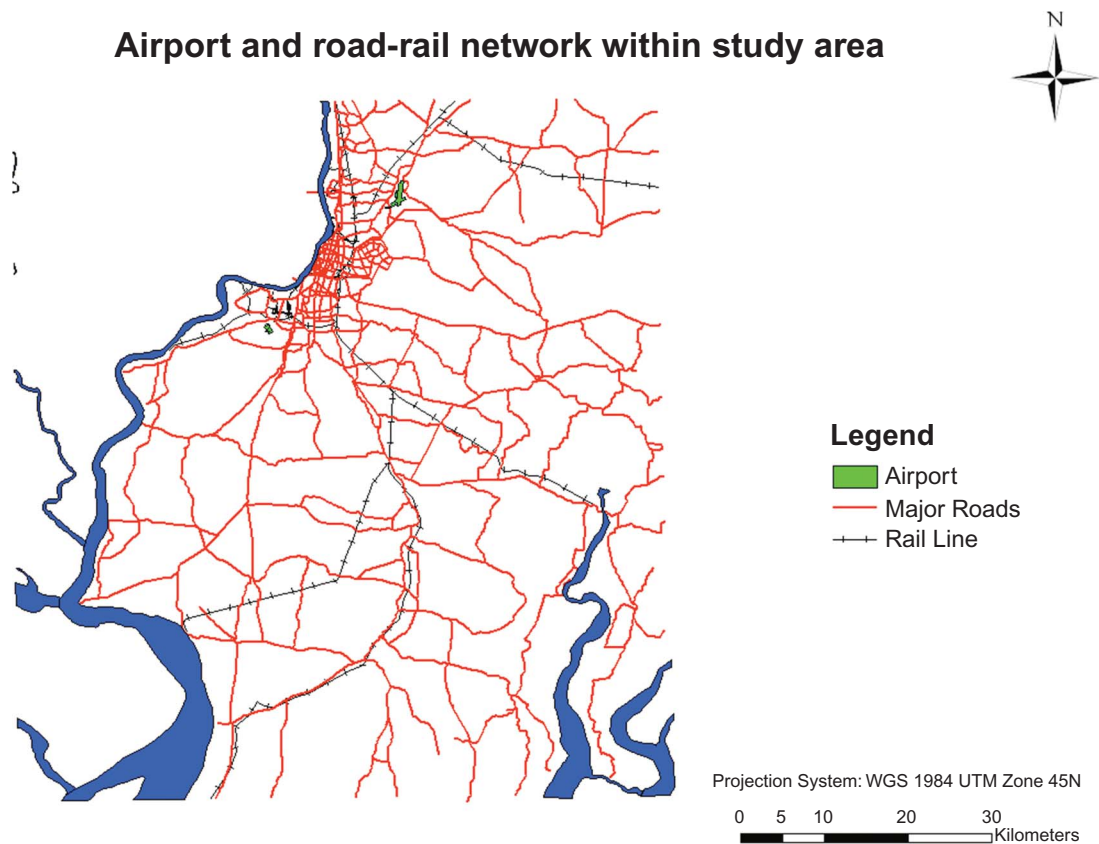 Airport and road-rail network within study area
N
Legend
Airport
Major Roads
Rail Line
Projection System: WGS 1984 UTM Zone 45N
0 5 10 20 30
Kilometers